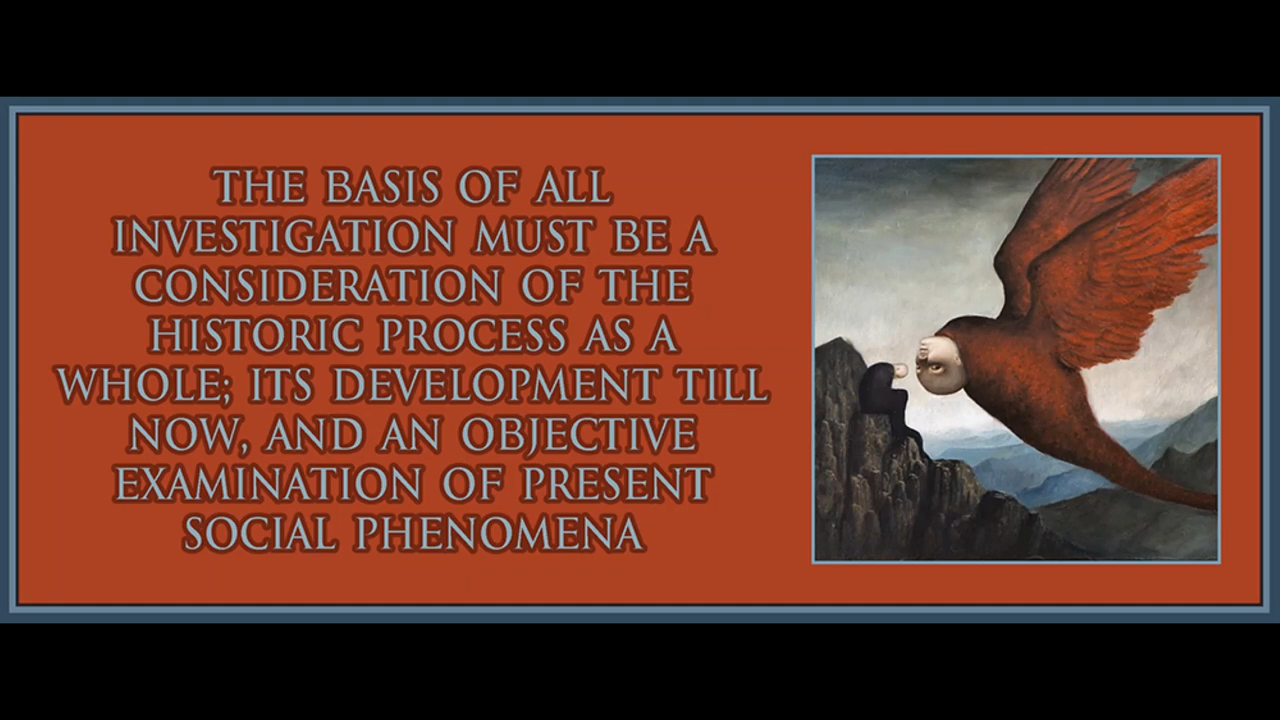 THE BASIS OF ALL
INVESTIGATION MUST BE A
CONSIDERATION OF THE
HISTORIC PROCESS AS A
WHOLE; ITS DEVELOPMENT TILL
NOW, AND AN OBJECTIVE
EXAMINATION OF PRESENT
SOCIAL PHENOMENA